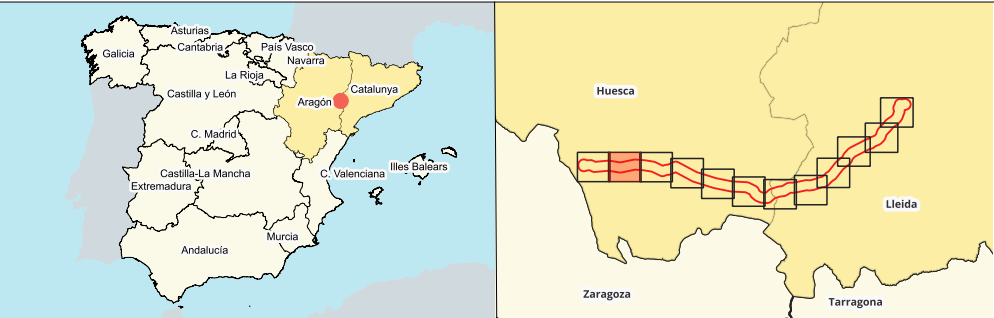 Asturias
Cantabria
País Vasco
Galicia
Navarra
La Rioja
Catalunya
Castilla y León
Aragón
C. Madrid
Castilla-La Mancha
C. Valenciana
Illes Balears
Extremadura
Murcia
Andalucía
Huesca
Lleida
Zaragoza
Tarragona